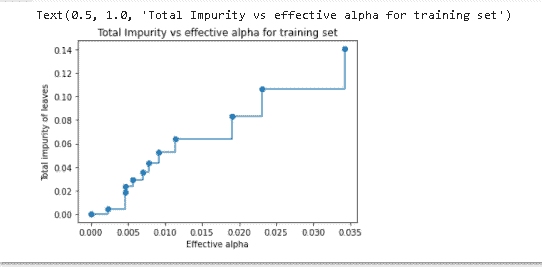 Text(0.5, 1.0, 'Total Impurity vs effective alpha for training set')
Total Impurity vs effective alpha for training set
Total impurity of leaves
0.14
0.12
0.10
0.08
0.06
0.04
0.02
0.00
0.000 0.005 0.010 0.015 0.020 0.025 0.030 0.035
Effective alpha